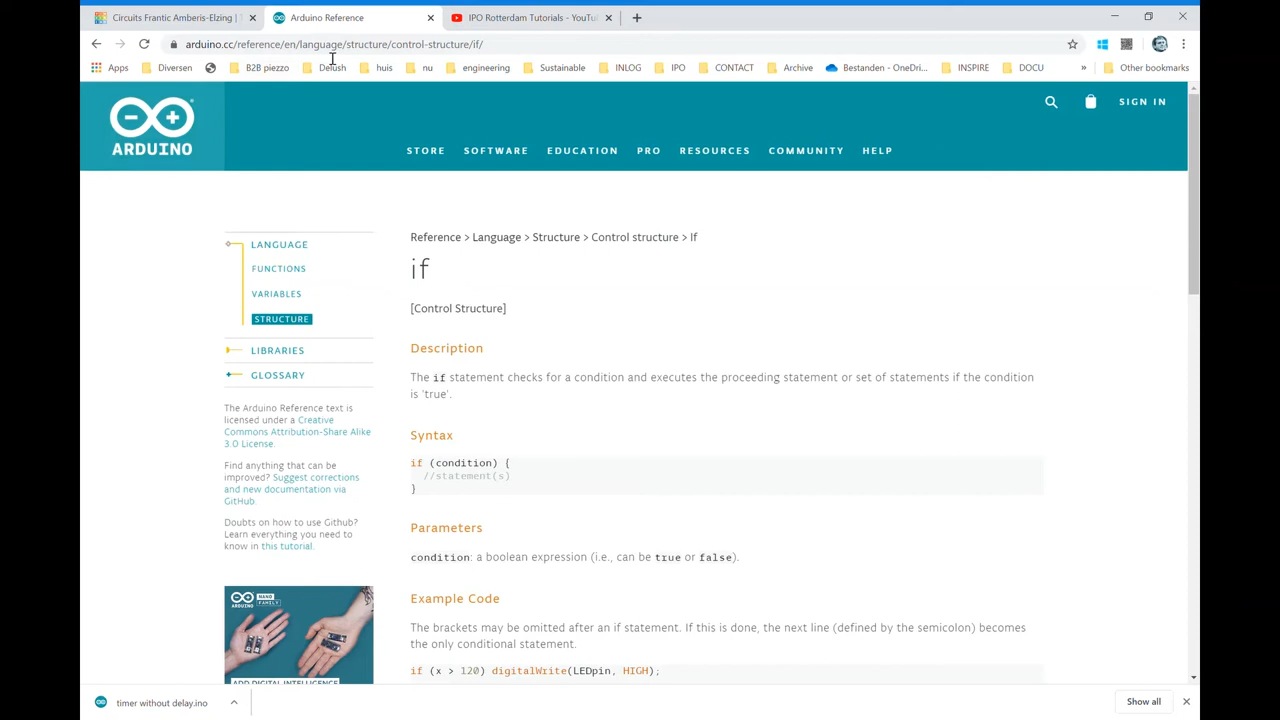 Circuits Frantic Amberis-Elzing |
Arduino Reference
IPO Rotterdam Tutorials - YouTu
arduino.cc/reference/en/language/structure/control-structure/if/
Apps
Diversen
B2B piezzo
Deush
huis
nu
engineering
Sustainable
INLOG
IPO
CONTACT
Archive
Bestanden - OneDri...
INSPIRE
DOCU
»
Other bookmarks
ARDUINO
SIGN IN
STORE SOFTWARE EDUCATION PRO RESOURCES COMMUNITY HELP
LANGUAGE
FUNCTIONS
VARIABLES
STRUCTURE
LIBRARIES
GLOSSARY
The Arduino Reference text is
licensed under a Creative
Commons Attribution-Share Alike
3.0 License.
Find anything that can be
improved? Suggest corrections
and new documentation via
GitHub.
Doubts on how to use Github?
Learn everything you need to
know in this tutorial.
ARDUINO
NANO
FAMILY
ADD DIGITAL INTELLIGENCE
Reference > Language > Structure > Control structure > If
if
[Control Structure]
Description
The if statement checks for a condition and executes the proceeding statement or set of statements if the condition
is 'true'.
Syntax
if (condition) {
//statement(s)
}
Parameters
condition: a boolean expression (i.e., can be true or false).
Example Code
The brackets may be omitted after an if statement. If this is done, the next line (defined by the semicolon) becomes
the only conditional statement.
if (x > 120) digitalWrite(LEDpin, HIGH);
timer without delay.ino
Show all